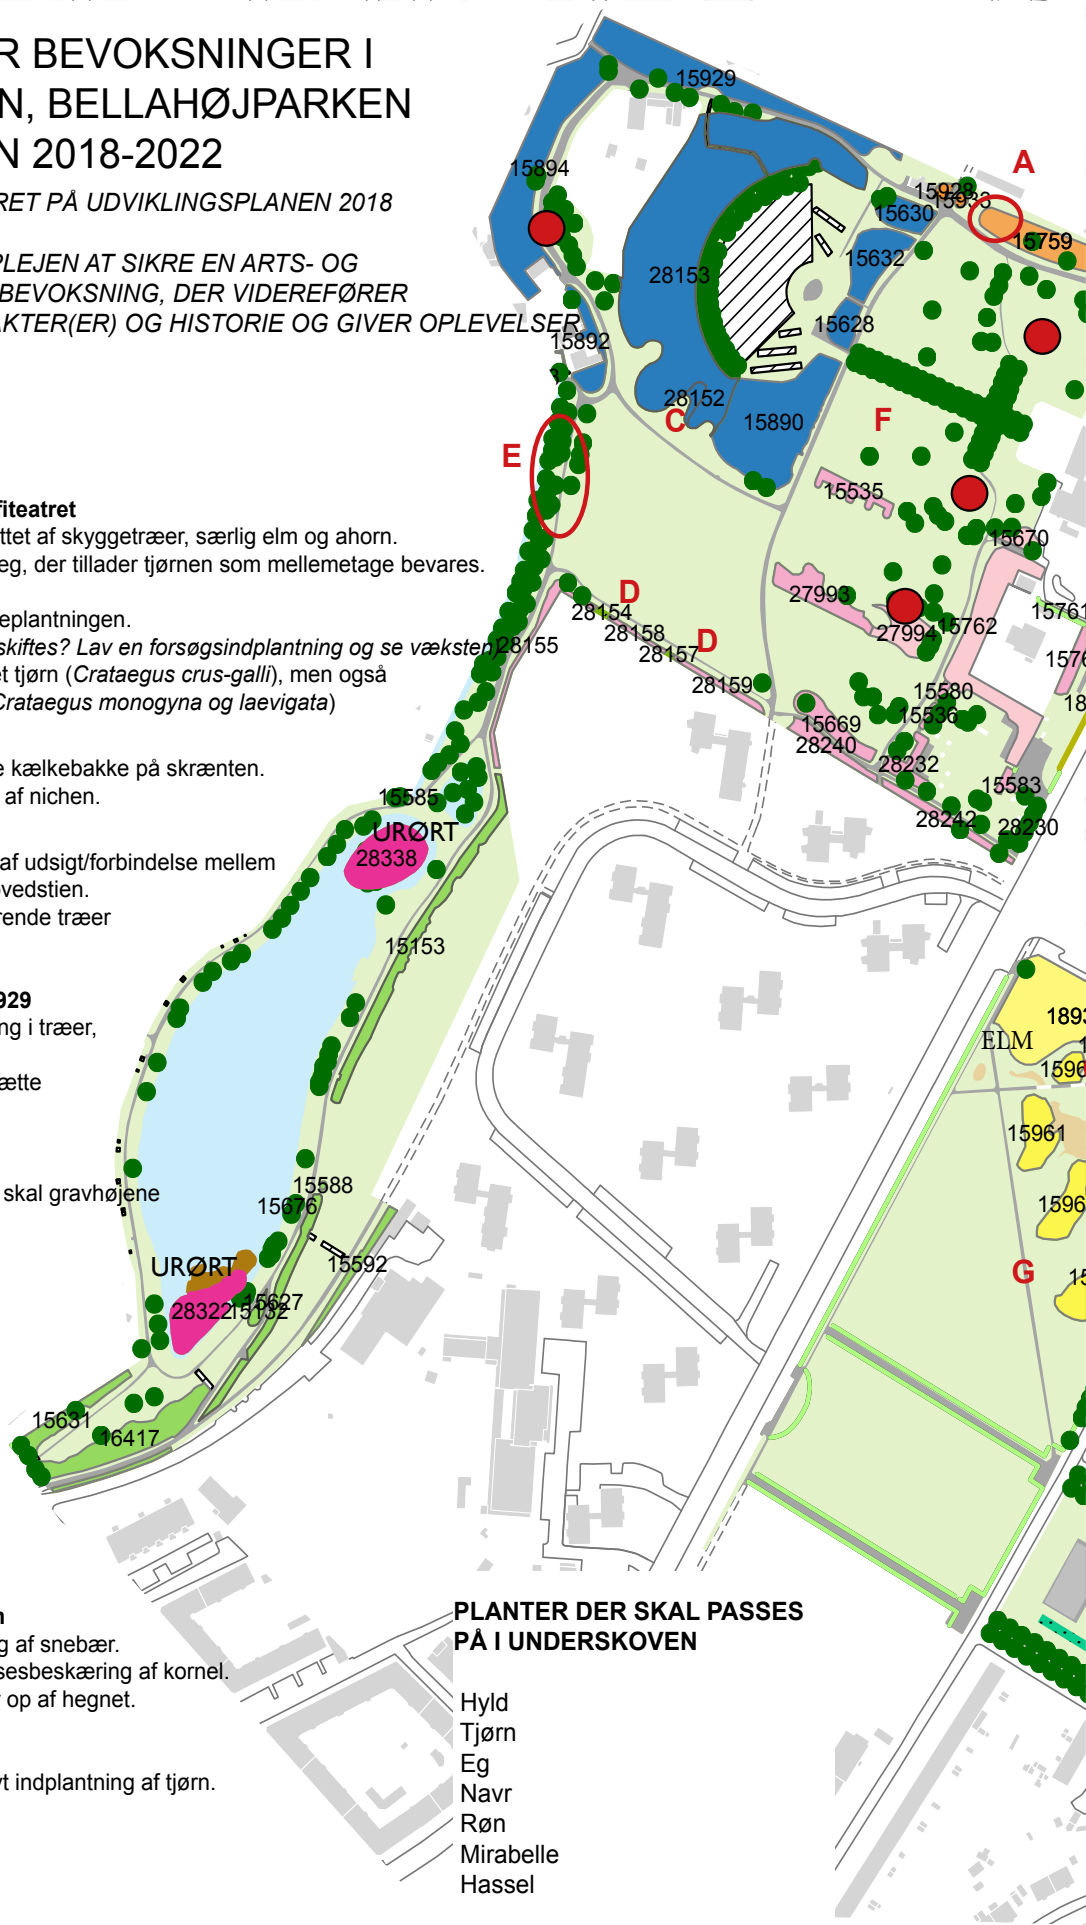 R BEVOKSNINGER I
N, BELLAHØJPARKEN
N 2018-2022
RET PÅ UDVIKLINGSPLANEN 2018
PLEJEN AT SIKRE EN ARTS- OG
BEVOKSNING, DER VIDEREFØRER
AKTER(ER) OG HISTORIE OG GIVER OPLEVELSER
fiteatret
ttet af skyggetræer, særlig elm og ahorn.
eg, der tillader tjørnen som mellemetage bevares.
eplantningen.
skiftes? Lav en forsøgsindplantning og se væksten)
et tjørn (Crataegus crus-galli), men også
Crataegus monogyna og laevigata)
e kælkebakke på skrænten.
af nichen.
af udsigt/forbindelse mellem
ovedstien.
rende træer
929
ng i træer,
ætte
skal gravhøjene
n
g af snebær.
sesbeskæring af kornel.
r op af hegnet.
yt indplantning af tjørn.
PLANTER DER SKAL PASSES
PÅ I UNDERSKOVEN
Hyld
Tjørn
Eg
Navr
Røn
Mirabelle
Hassel
15929
A
15894
15928
15933
15630
15759
15632
28153
15628
15892
28152
C
15890
F
E
15535
15670
D
28154
27993
15761
28158
27994
15762
D
28157
28155
28159
15580
15669
15536
28240
28232
15583
15585
28242
28230
URØRT
28338
15153
ELM
15961
15588
15676
15592
URØRT
G
28322
15132
15627
15631
16417